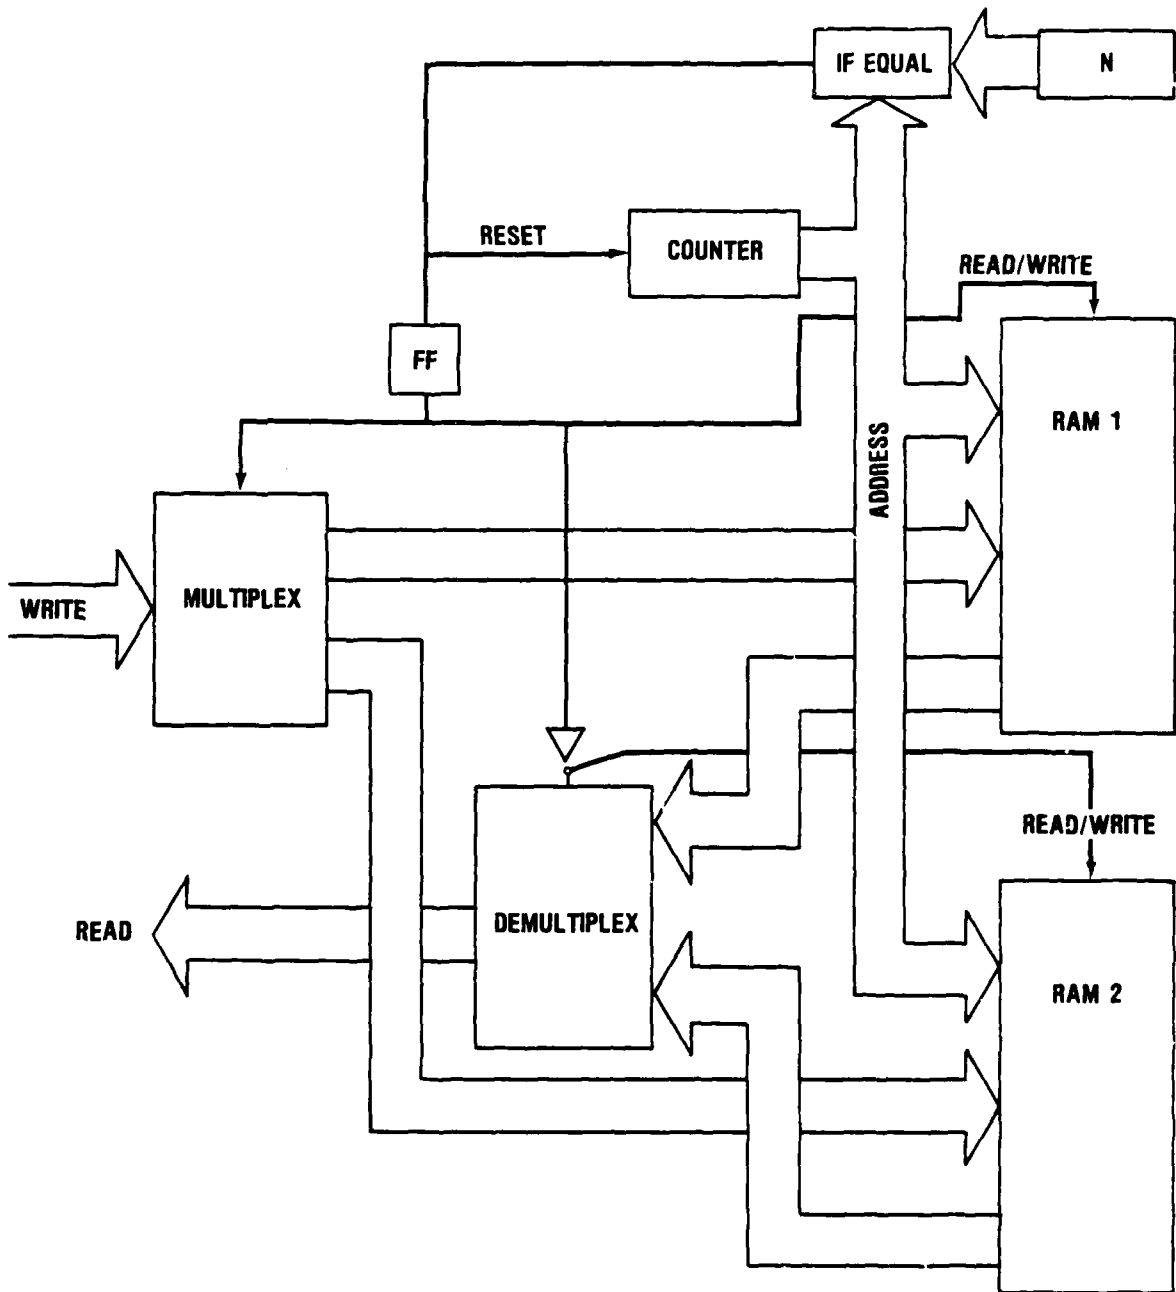 IF EQUAL
N
RESET
COUNTER
READ/WRITE
FF
RAM 1
ADDRESS
MULTIPLEX
WRITE
READ/WRITE
DEMULTIPLEX
READ
RAM 2